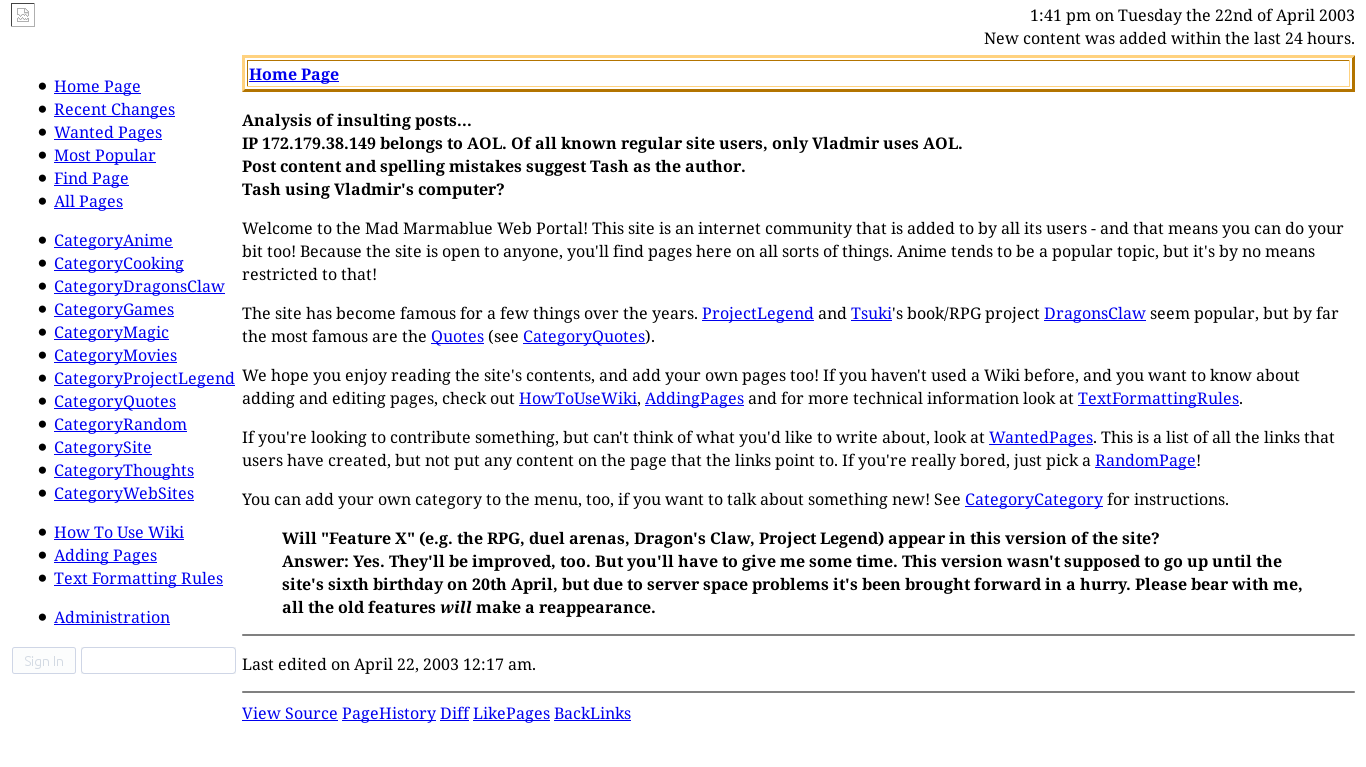 1:41 pm on Tuesday the 22nd of April 2003
New content was added within the last 24 hours.
Home Page
Recent Changes
Wanted Pages
Most Popular
Find Page
All Pages
CategoryAnime
CategoryCooking
CategoryDragonsClaw
CategoryGames
CategoryMagic
CategoryMovies
CategoryProjectLegend
CategoryQuotes
CategoryRandom
CategorySite
CategoryThoughts
CategoryWebSites
How To Use Wiki
Adding Pages
Text Formatting Rules
Administration
Sign In
Home Page
Analysis of insulting posts...
IP 172.179.38.149 belongs to AOL. Of all known regular site users, only Vladmir uses AOL.
Post content and spelling mistakes suggest Tash as the author.
Tash using Vladmir's computer?
Welcome to the Mad Marmablue Web Portal! This site is an internet community that is added to by all its users - and that means you can do your
bit too! Because the site is open to anyone, you'll find pages here on all sorts of things. Anime tends to be a popular topic, but it's by no means
restricted to that!
The site has become famous for a few things over the years. ProjectLegend and Tsuki's book/RPG project DragonsClaw seem popular, but by far
the most famous are the Quotes (see CategoryQuotes).
We hope you enjoy reading the site's contents, and add your own pages too! If you haven't used a Wiki before, and you want to know about
adding and editing pages, check out HowToUseWiki, AddingPages and for more technical information look at TextFormattingRules.
If you're looking to contribute something, but can't think of what you'd like to write about, look at WantedPages. This is a list of all the links that
users have created, but not put any content on the page that the links point to. If you're really bored, just pick a RandomPage!
You can add your own category to the menu, too, if you want to talk about something new! See CategoryCategory for instructions.
Will "Feature X" (e.g. the RPG, duel arenas, Dragon's Claw, Project Legend) appear in this version of the site?
Answer: Yes. They'll be improved, too. But you'll have to give me some time. This version wasn't supposed to go up until the
site's sixth birthday on 20th April, but due to server space problems it's been brought forward in a hurry. Please bear with me,
all the old features will make a reappearance.
Last edited on April 22, 2003 12:17 am.
View Source PageHistory Diff LikePages BackLinks